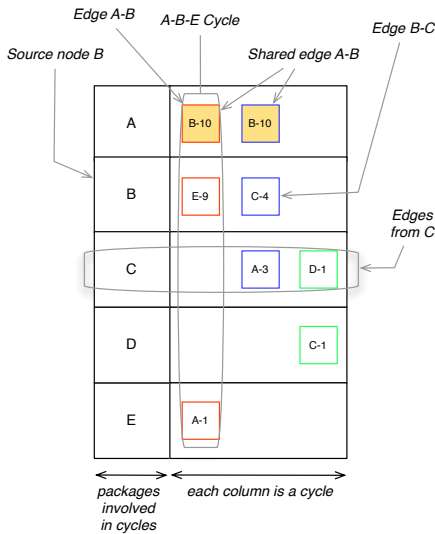 Edge A-B
A-B-E Cycle
Edge B-C
Source node B
Shared edge A-B
A
B-10
B-10
B
E-9
C-4
Edges
from C
C
A-3
D-1
D
C-1
E
A-1
packages
involved
in cycles
each column is a cycle